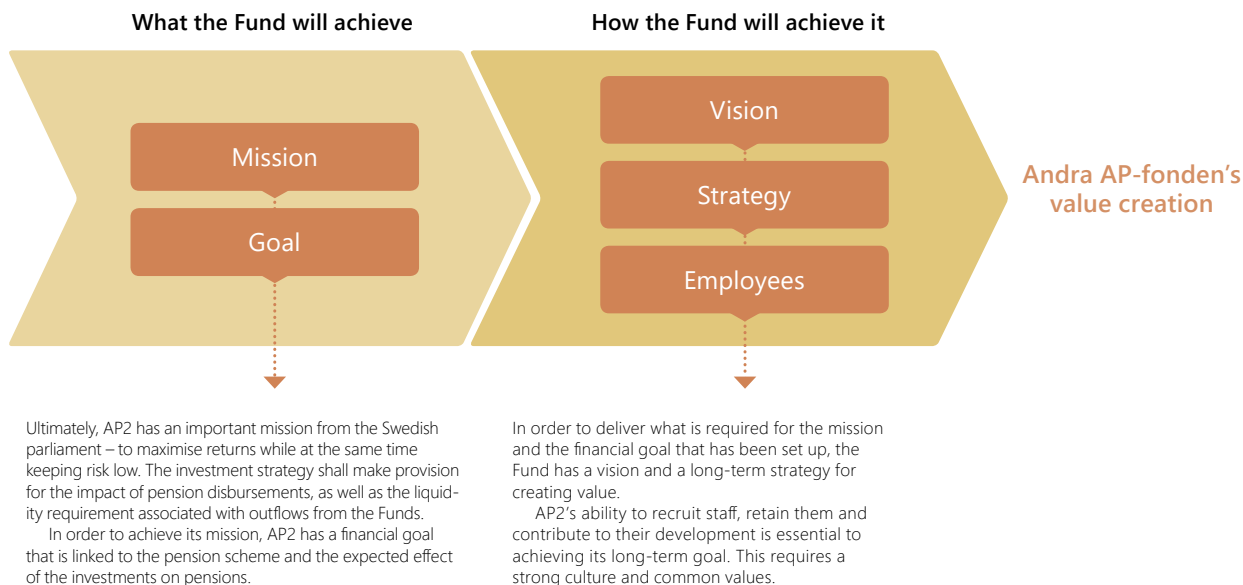 What the Fund will achieve
Mission
Goal
Ultimately, AP2 has an important mission from the Swedish
parliament – to maximise returns while at the same time
keeping risk low. The investment strategy shall make provision
for the impact of pension disbursements, as well as the liquid-
ity requirement associated with outflows from the Funds.
In order to achieve its mission, AP2 has a financial goal
that is linked to the pension scheme and the expected effect
of the investments on pensions.
How the Fund will achieve it
Vision
Strategy
Employees
In order to deliver what is required for the mission
and the financial goal that has been set up, the
Fund has a vision and a long-term strategy for
creating value.
AP2’s ability to recruit staff, retain them and
contribute to their development is essential to
achieving its long-term goal. This requires a
strong culture and common values.
Andra AP-fonden’s
value creation